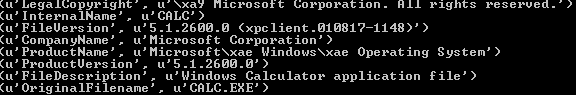 (u'LegalCopyright', u'\xa9 Microsoft Corporation. All rights reserved.')
(u'InternalName', u'CALC')
(u'FileVersion', u'5.1.2600.0 (xpclient.010817-1148)')
(u'CompanyName', u'Microsoft Corporation')
(u'ProductName', u'Microsoft\xae Windows\xae Operating System')
(u'ProductVersion', u'5.1.2600.0')
(u'FileDescription', u'Windows Calculator application file')
(u'OriginalFilename', u'CALC.EXE')